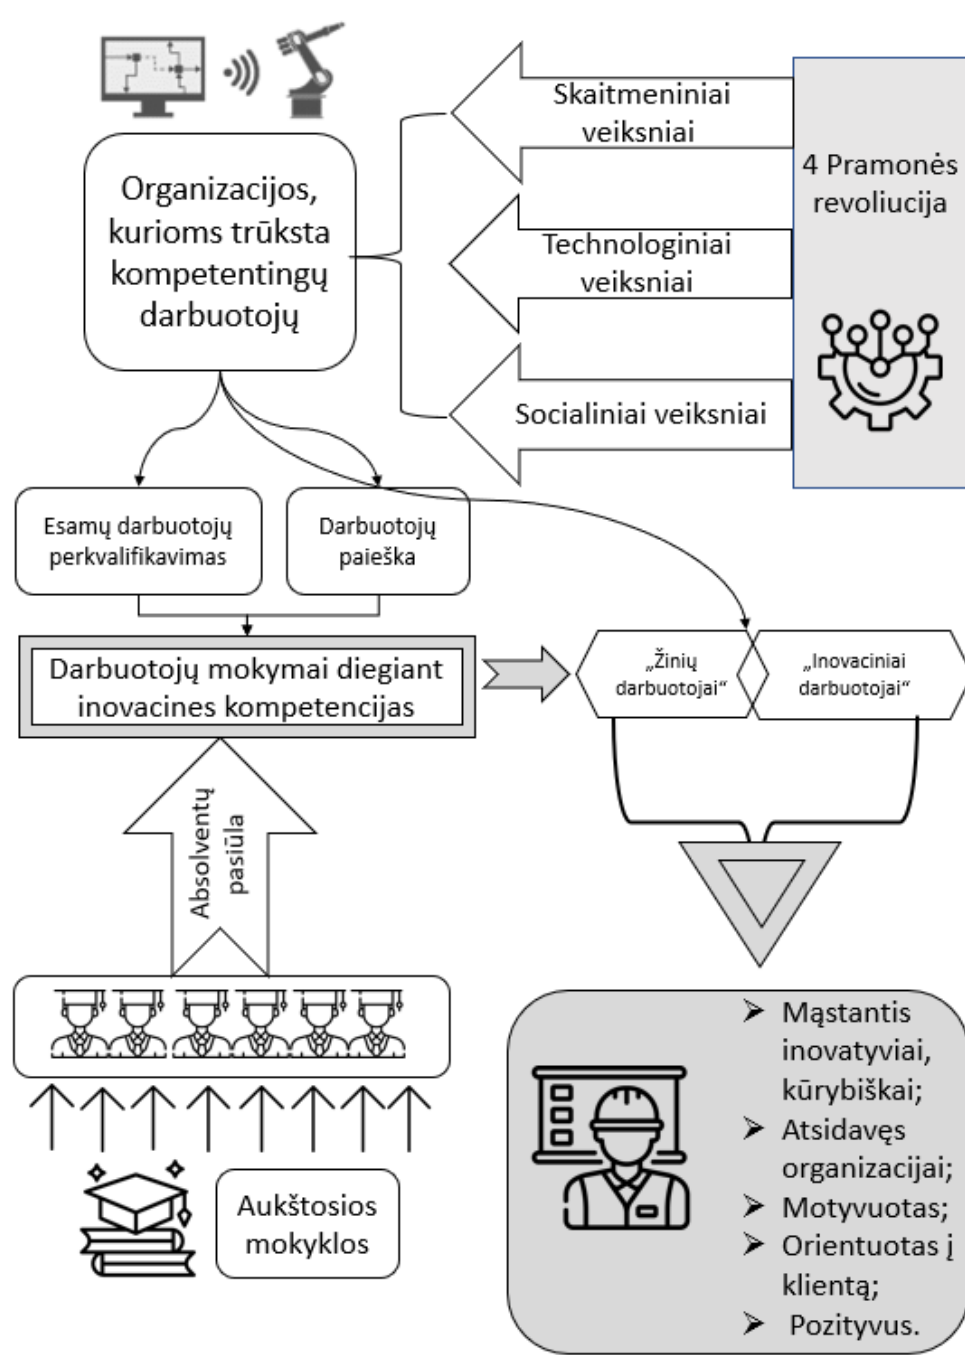 Skaitmeniniai
veiksniai
4 Pramonės
revoliucija
Organizacijos,
kurioms trūksta
kompetentingų
darbuotojų
Technologiniai
veiksniai
Socialiniai veiksniai
Esamų darbuotojų
perkvalifikavimas
Darbuotojų
paieška
Darbuotojų mokymai diegiant
inovacines kompetencijas
„Žinių
darbuotojai“
„Inovaciniai
darbuotojai“
Absolventų
pasiūla
Aukštosios
mokyklos
➢ Mąstantis
inovatyviai,
kūrybiškai;
➢ Atsidavęs
organizacijai;
➢ Motyvuotas;
➢ Orientuotas į
klientą;
➢ Pozityvus.